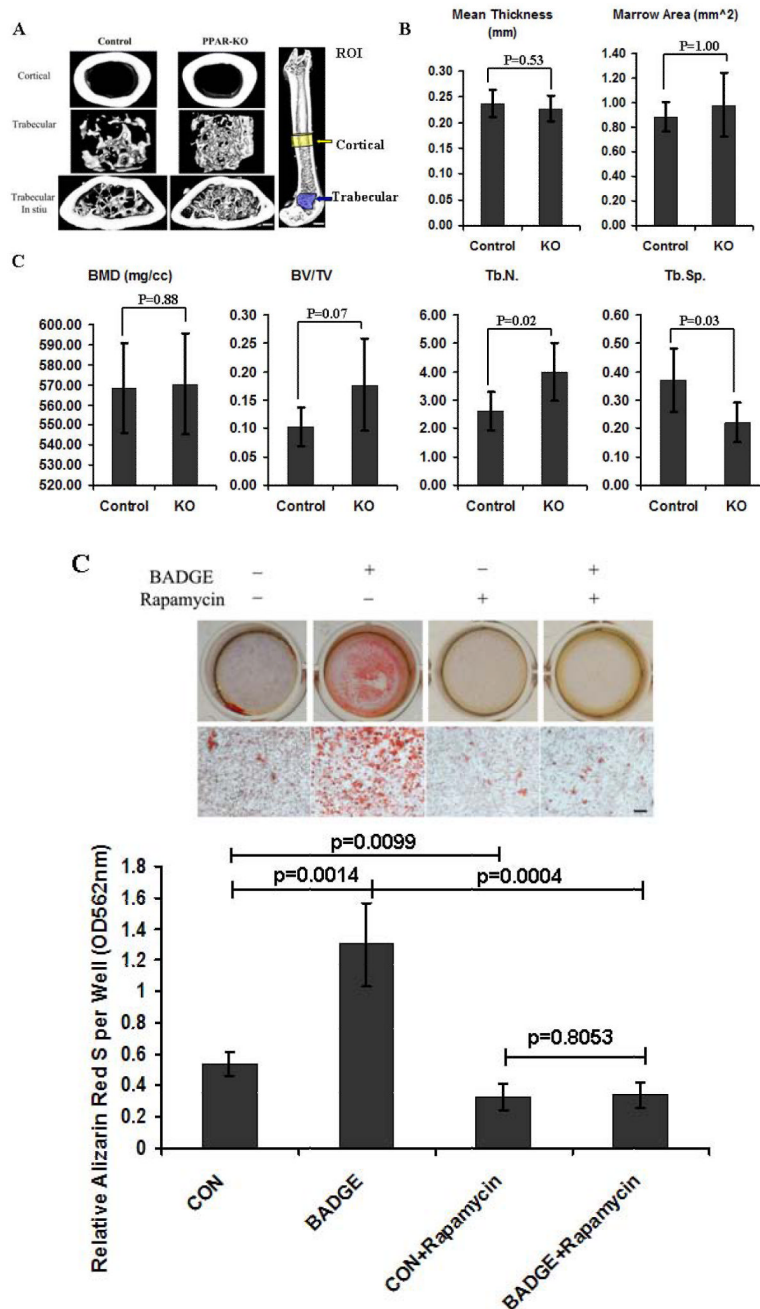 A
Control
PPAR-KO
ROI
Cortical
Trabecular
Trabecular
In stiu
Cortical
Trabecular
B
Mean Thickness
(mm)
P=0.53
0.30
0.25
0.20
0.15
0.10
0.05
0.00
Control
KO
Marrow Area (mm^2)
P=1.00
1.40
1.20
1.00
0.80
0.60
0.40
0.20
0.00
Control
KO
C
BMD (mg/cc)
P=0.88
600.00
590.00
580.00
570.00
560.00
550.00
540.00
530.00
520.00
Control
KO
BV/TV
P=0.07
0.30
0.25
0.20
0.15
0.10
0.05
0.00
Control
KO
Tb.N.
P=0.02
6.00
5.00
4.00
3.00
2.00
1.00
0.00
Control
KO
Tb.Sp.
P=0.03
0.60
0.50
0.40
0.30
0.20
0.10
0.00
Control
KO
C
BADGE − + − +
Rapamycin − − + +
Relative Alizarin Red S per Well (OD562nm)
1.8
1.6
1.4
1.2
1
0.8
0.6
0.4
0.2
0
p=0.0099
p=0.0014
p=0.0004
p=0.8053
CON
BADGE
CON+Rapamycin
BADGE+Rapamycin